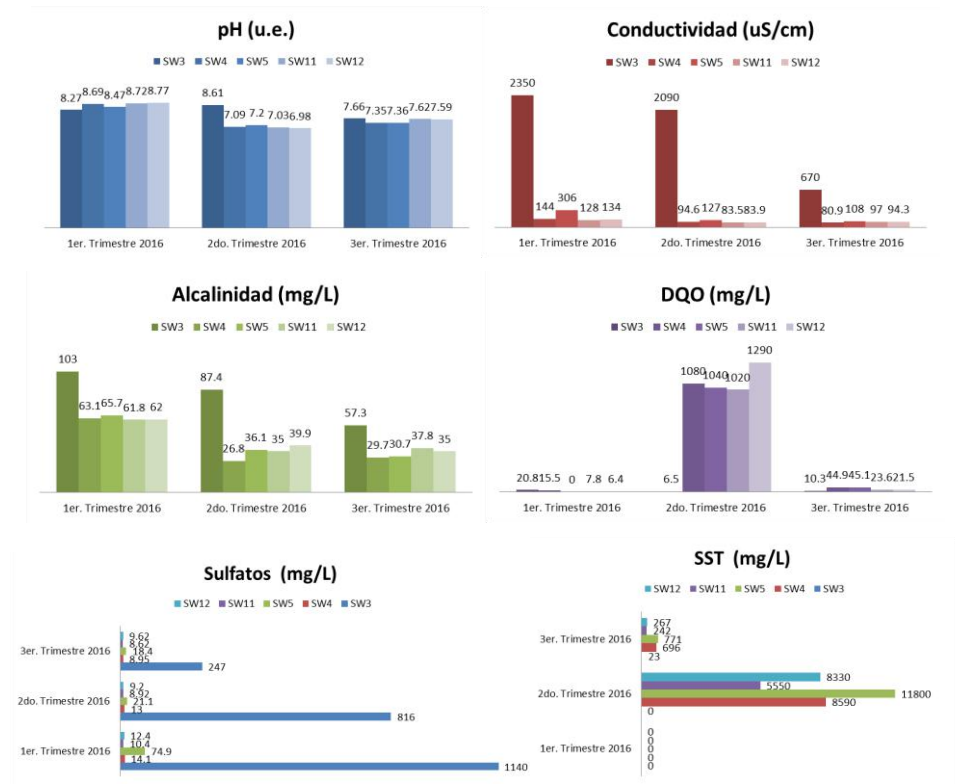 pH (u.e.)
SW3 SW4 SW5 SW11 SW12
8.27 8.69 8.47 8.72 8.77
8.61 7.09 7.2 7.03 6.98
7.66 7.35 7.36 7.62 7.59
1er. Trimestre 2016 2do. Trimestre 2016 3er. Trimestre 2016
Conductividad (uS/cm)
SW3 SW4 SW5 SW11 SW12
2350 144 306 128 134
2090 94.6 127 83.5 83.9
670 80.9 108 97 94.3
1er. Trimestre 2016 2do. Trimestre 2016 3er. Trimestre 2016
Alcalinidad (mg/L)
SW3 SW4 SW5 SW11 SW12
103 63.1 65.7 61.8 62
87.4 26.8 36.1 35 39.9
57.3 29.7 30.7 37.8 35
1er. Trimestre 2016 2do. Trimestre 2016 3er. Trimestre 2016
DQO (mg/L)
SW3 SW4 SW5 SW11 SW12
20.8 15.5 0 7.8 6.4
6.5 1080 1040 1020 1290
10.3 44.9 45.1 23.6 21.5
1er. Trimestre 2016 2do. Trimestre 2016 3er. Trimestre 2016
Sulfatos (mg/L)
SW12 SW11 SW5 SW4 SW3
3er. Trimestre 2016
9.62
8.62
18.4
8.95
247
2do. Trimestre 2016
9.2
8.92
21.1
13
816
1er. Trimestre 2016
12.4
10.4
74.9
14.1
1140
SST (mg/L)
SW12 SW11 SW5 SW4 SW3
3er. Trimestre 2016
267
242
771
696
23
2do. Trimestre 2016
8330
5550
11800
8590
0
1er. Trimestre 2016
0
0
0
0
0